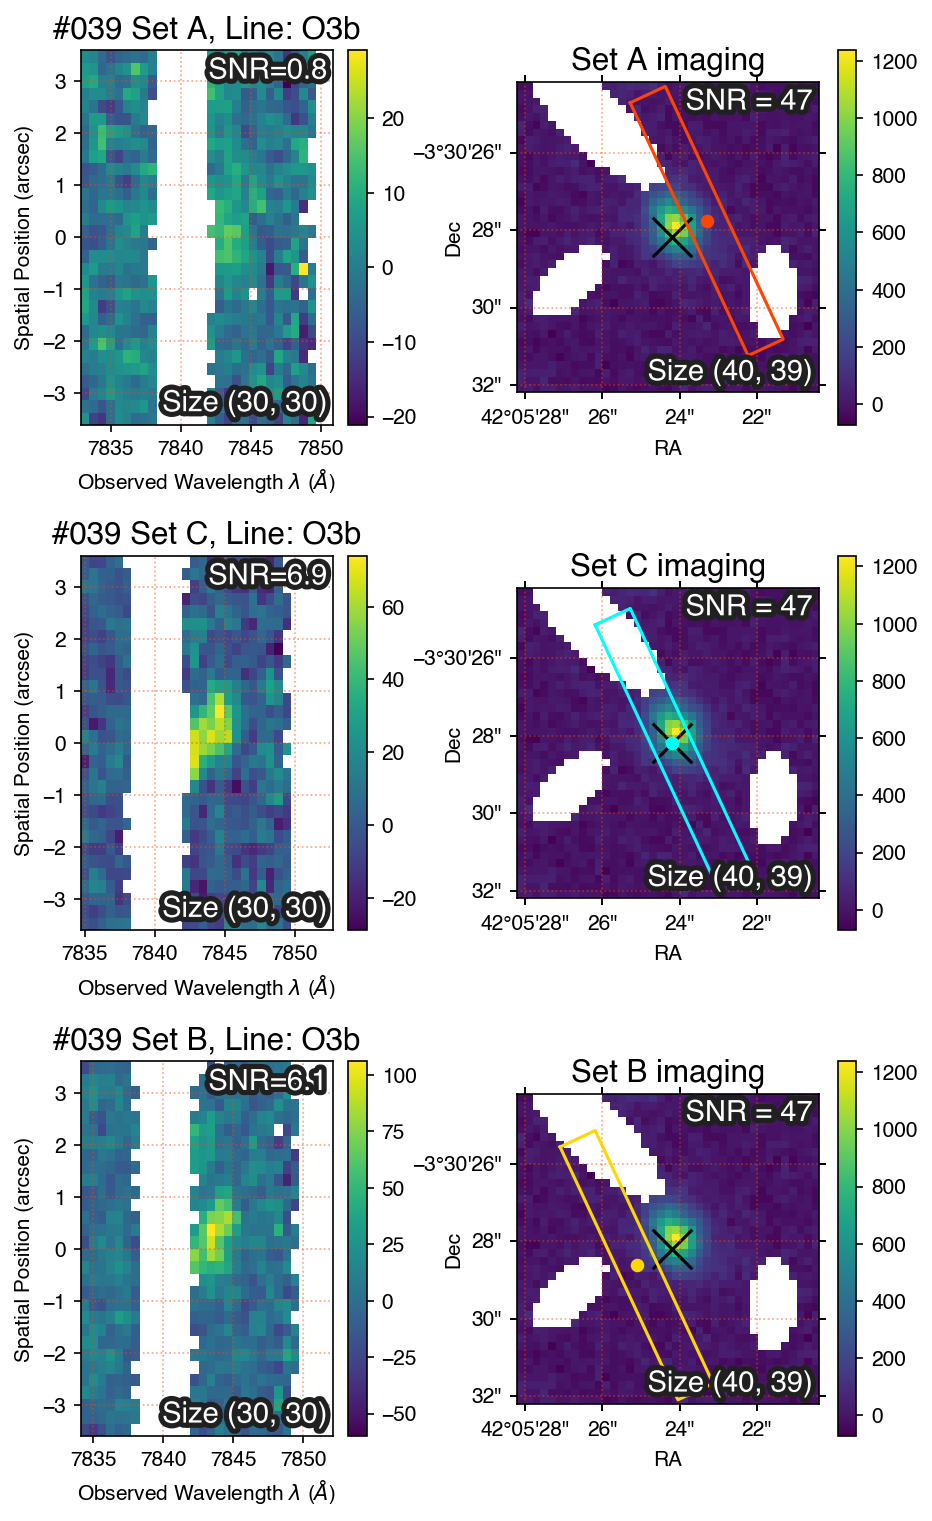 #039 Set A, Line: O3b
SNR=0.8
Size (30, 30)
3
2
1
0
−1
−2
−3
Spatial Position (arcsec)
7835 7840 7845 7850
Observed Wavelength λ (Å)
20
10
0
−10
−20
Set A imaging
SNR = 47
Size (40, 39)
−3°30'26"
28"
30"
32"
Dec
42°05'28" 26" 24" 22"
RA
1200
1000
800
600
400
200
0
#039 Set C, Line: O3b
SNR=6.9
Size (30, 30)
3
2
1
0
−1
−2
−3
Spatial Position (arcsec)
7835 7840 7845 7850
Observed Wavelength λ (Å)
60
40
20
0
−20
Set C imaging
SNR = 47
Size (40, 39)
−3°30'26"
28"
30"
32"
Dec
42°05'28" 26" 24" 22"
RA
1200
1000
800
600
400
200
0
#039 Set B, Line: O3b
SNR=6.1
Size (30, 30)
3
2
1
0
−1
−2
−3
Spatial Position (arcsec)
7835 7840 7845 7850
Observed Wavelength λ (Å)
100
75
50
25
0
−25
−50
Set B imaging
SNR = 47
Size (40, 39)
−3°30'26"
28"
30"
32"
Dec
42°05'28" 26" 24" 22"
RA
1200
1000
800
600
400
200
0